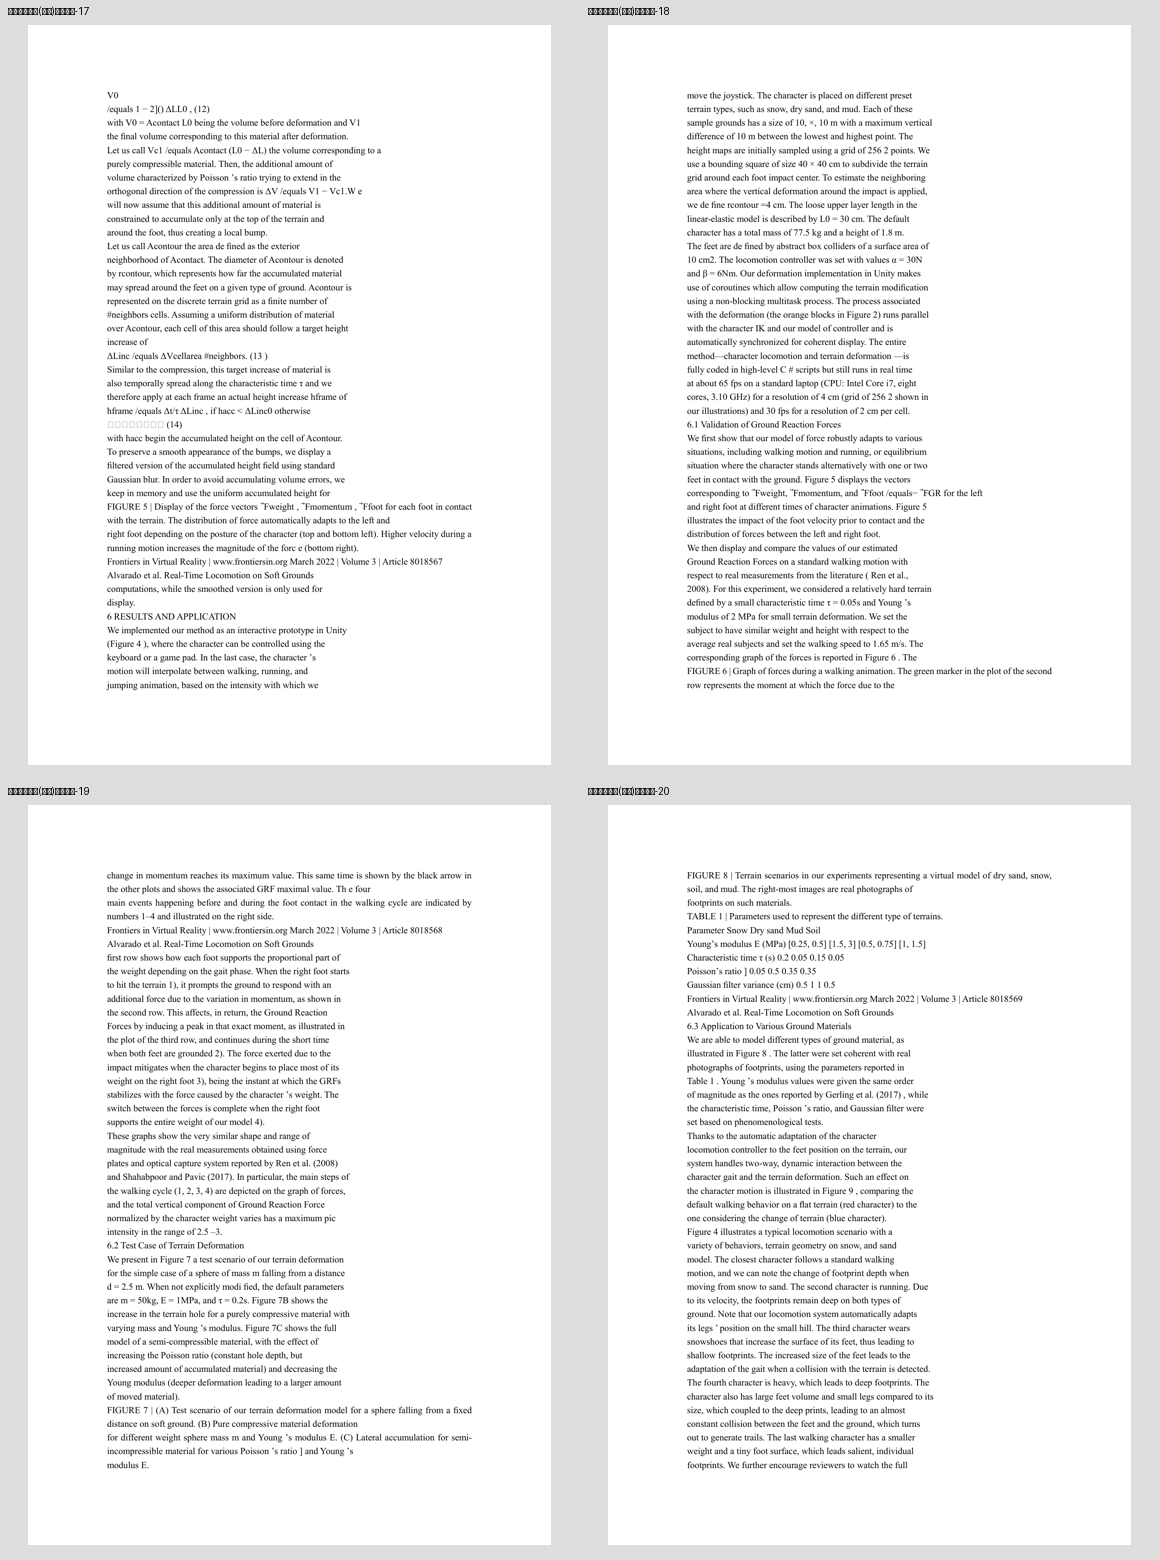 -17
V0
/equals 1 − 2]() ΔLL0 , (12)
with V0 = Acontact L0 being the volume before deformation and V1
the final volume corresponding to this material after deformation.
Let us call Vc1 /equals Acontact (L0 − ΔL) the volume corresponding to a
purely compressible material. Then, the additional amount of
volume characterized by Poisson ’s ratio trying to extend in the
orthogonal direction of the compression is ΔV /equals V1 − Vc1.W e
will now assume that this additional amount of material is
constrained to accumulate only at the top of the terrain and
around the foot, thus creating a local bump.
Let us call Acontour the area de fined as the exterior
neighborhood of Acontact. The diameter of Acontour is denoted
by rcontour, which represents how far the accumulated material
may spread around the feet on a given type of ground. Acontour is
represented on the discrete terrain grid as a finite number of
#neighbors cells. Assuming a uniform distribution of material
over Acontour, each cell of this area should follow a target height
increase of
ΔLinc /equals ΔVcellarea #neighbors. (13 )
Similar to the compression, this target increase of material is
also temporally spread along the characteristic time τ and we
therefore apply at each frame an actual height increase hframe of
hframe /equals Δt/τ ΔLinc , if hacc < ΔLinc0 otherwise
(14)
with hacc begin the accumulated height on the cell of Acontour.
To preserve a smooth appearance of the bumps, we display a
filtered version of the accumulated height field using standard
Gaussian blur. In order to avoid accumulating volume errors, we
keep in memory and use the uniform accumulated height for
FIGURE 5 | Display of the force vectors ˜Fweight , ˜Fmomentum , ˜Ffoot for each foot in contact
with the terrain. The distribution of force automatically adapts to the left and
right foot depending on the posture of the character (top and bottom left). Higher velocity during a
running motion increases the magnitude of the forc e (bottom right).
Frontiers in Virtual Reality | www.frontiersin.org March 2022 | Volume 3 | Article 8018567
Alvarado et al. Real-Time Locomotion on Soft Grounds
computations, while the smoothed version is only used for
display.
6 RESULTS AND APPLICATION
We implemented our method as an interactive prototype in Unity
(Figure 4 ), where the character can be controlled using the
keyboard or a game pad. In the last case, the character ’s
motion will interpolate between walking, running, and
jumping animation, based on the intensity with which we
-18
move the joystick. The character is placed on different preset
terrain types, such as snow, dry sand, and mud. Each of these
sample grounds has a size of 10, ×, 10 m with a maximum vertical
difference of 10 m between the lowest and highest point. The
height maps are initially sampled using a grid of 256 2 points. We
use a bounding square of size 40 × 40 cm to subdivide the terrain
grid around each foot impact center. To estimate the neighboring
area where the vertical deformation around the impact is applied,
we de fine rcontour =4 cm. The loose upper layer length in the
linear-elastic model is described by L0 = 30 cm. The default
character has a total mass of 77.5 kg and a height of 1.8 m.
The feet are de fined by abstract box colliders of a surface area of
10 cm2. The locomotion controller was set with values α = 30N
and β = 6Nm. Our deformation implementation in Unity makes
use of coroutines which allow computing the terrain modification
using a non-blocking multitask process. The process associated
with the deformation (the orange blocks in Figure 2) runs parallel
with the character IK and our model of controller and is
automatically synchronized for coherent display. The entire
method—character locomotion and terrain deformation —is
fully coded in high-level C # scripts but still runs in real time
at about 65 fps on a standard laptop (CPU: Intel Core i7, eight
cores, 3.10 GHz) for a resolution of 4 cm (grid of 256 2 shown in
our illustrations) and 30 fps for a resolution of 2 cm per cell.
6.1 Validation of Ground Reaction Forces
We first show that our model of force robustly adapts to various
situations, including walking motion and running, or equilibrium
situation where the character stands alternatively with one or two
feet in contact with the ground. Figure 5 displays the vectors
corresponding to ˜Fweight, ˜Fmomentum, and ˜Ffoot /equals− ˜FGR for the left
and right foot at different times of character animations. Figure 5
illustrates the impact of the foot velocity prior to contact and the
distribution of forces between the left and right foot.
We then display and compare the values of our estimated
Ground Reaction Forces on a standard walking motion with
respect to real measurements from the literature ( Ren et al.,
2008). For this experiment, we considered a relatively hard terrain
defined by a small characteristic time τ = 0.05s and Young ’s
modulus of 2 MPa for small terrain deformation. We set the
subject to have similar weight and height with respect to the
average real subjects and set the walking speed to 1.65 m/s. The
corresponding graph of the forces is reported in Figure 6 . The
FIGURE 6 | Graph of forces during a walking animation. The green marker in the plot of the second
row represents the moment at which the force due to the
-19
change in momentum reaches its maximum value. This same time is shown by the black arrow in
the other plots and shows the associated GRF maximal value. Th e four
main events happening before and during the foot contact in the walking cycle are indicated by
numbers 1–4 and illustrated on the right side.
Frontiers in Virtual Reality | www.frontiersin.org March 2022 | Volume 3 | Article 8018568
Alvarado et al. Real-Time Locomotion on Soft Grounds
first row shows how each foot supports the proportional part of
the weight depending on the gait phase. When the right foot starts
to hit the terrain 1), it prompts the ground to respond with an
additional force due to the variation in momentum, as shown in
the second row. This affects, in return, the Ground Reaction
Forces by inducing a peak in that exact moment, as illustrated in
the plot of the third row, and continues during the short time
when both feet are grounded 2). The force exerted due to the
impact mitigates when the character begins to place most of its
weight on the right foot 3), being the instant at which the GRFs
stabilizes with the force caused by the character ’s weight. The
switch between the forces is complete when the right foot
supports the entire weight of our model 4).
These graphs show the very similar shape and range of
magnitude with the real measurements obtained using force
plates and optical capture system reported by Ren et al. (2008)
and Shahabpoor and Pavic (2017). In particular, the main steps of
the walking cycle (1, 2, 3, 4) are depicted on the graph of forces,
and the total vertical component of Ground Reaction Force
normalized by the character weight varies has a maximum pic
intensity in the range of 2.5 –3.
6.2 Test Case of Terrain Deformation
We present in Figure 7 a test scenario of our terrain deformation
for the simple case of a sphere of mass m falling from a distance
d = 2.5 m. When not explicitly modi fied, the default parameters
are m = 50kg, E = 1MPa, and τ = 0.2s. Figure 7B shows the
increase in the terrain hole for a purely compressive material with
varying mass and Young ’s modulus. Figure 7C shows the full
model of a semi-compressible material, with the effect of
increasing the Poisson ratio (constant hole depth, but
increased amount of accumulated material) and decreasing the
Young modulus (deeper deformation leading to a larger amount
of moved material).
FIGURE 7 | (A) Test scenario of our terrain deformation model for a sphere falling from a fixed
distance on soft ground. (B) Pure compressive material deformation
for different weight sphere mass m and Young ’s modulus E. (C) Lateral accumulation for semi-
incompressible material for various Poisson ’s ratio ] and Young ’s
modulus E.
-20
FIGURE 8 | Terrain scenarios in our experiments representing a virtual model of dry sand, snow,
soil, and mud. The right-most images are real photographs of
footprints on such materials.
TABLE 1 | Parameters used to represent the different type of terrains.
Parameter Snow Dry sand Mud Soil
Young’s modulus E (MPa) [0.25, 0.5] [1.5, 3] [0.5, 0.75] [1, 1.5]
Characteristic time τ (s) 0.2 0.05 0.15 0.05
Poisson’s ratio ] 0.05 0.5 0.35 0.35
Gaussian filter variance (cm) 0.5 1 1 0.5
Frontiers in Virtual Reality | www.frontiersin.org March 2022 | Volume 3 | Article 8018569
Alvarado et al. Real-Time Locomotion on Soft Grounds
6.3 Application to Various Ground Materials
We are able to model different types of ground material, as
illustrated in Figure 8 . The latter were set coherent with real
photographs of footprints, using the parameters reported in
Table 1 . Young ’s modulus values were given the same order
of magnitude as the ones reported by Gerling et al. (2017) , while
the characteristic time, Poisson ’s ratio, and Gaussian filter were
set based on phenomenological tests.
Thanks to the automatic adaptation of the character
locomotion controller to the feet position on the terrain, our
system handles two-way, dynamic interaction between the
character gait and the terrain deformation. Such an effect on
the character motion is illustrated in Figure 9 , comparing the
default walking behavior on a flat terrain (red character) to the
one considering the change of terrain (blue character).
Figure 4 illustrates a typical locomotion scenario with a
variety of behaviors, terrain geometry on snow, and sand
model. The closest character follows a standard walking
motion, and we can note the change of footprint depth when
moving from snow to sand. The second character is running. Due
to its velocity, the footprints remain deep on both types of
ground. Note that our locomotion system automatically adapts
its legs ’ position on the small hill. The third character wears
snowshoes that increase the surface of its feet, thus leading to
shallow footprints. The increased size of the feet leads to the
adaptation of the gait when a collision with the terrain is detected.
The fourth character is heavy, which leads to deep footprints. The
character also has large feet volume and small legs compared to its
size, which coupled to the deep prints, leading to an almost
constant collision between the feet and the ground, which turns
out to generate trails. The last walking character has a smaller
weight and a tiny foot surface, which leads salient, individual
footprints. We further encourage reviewers to watch the full